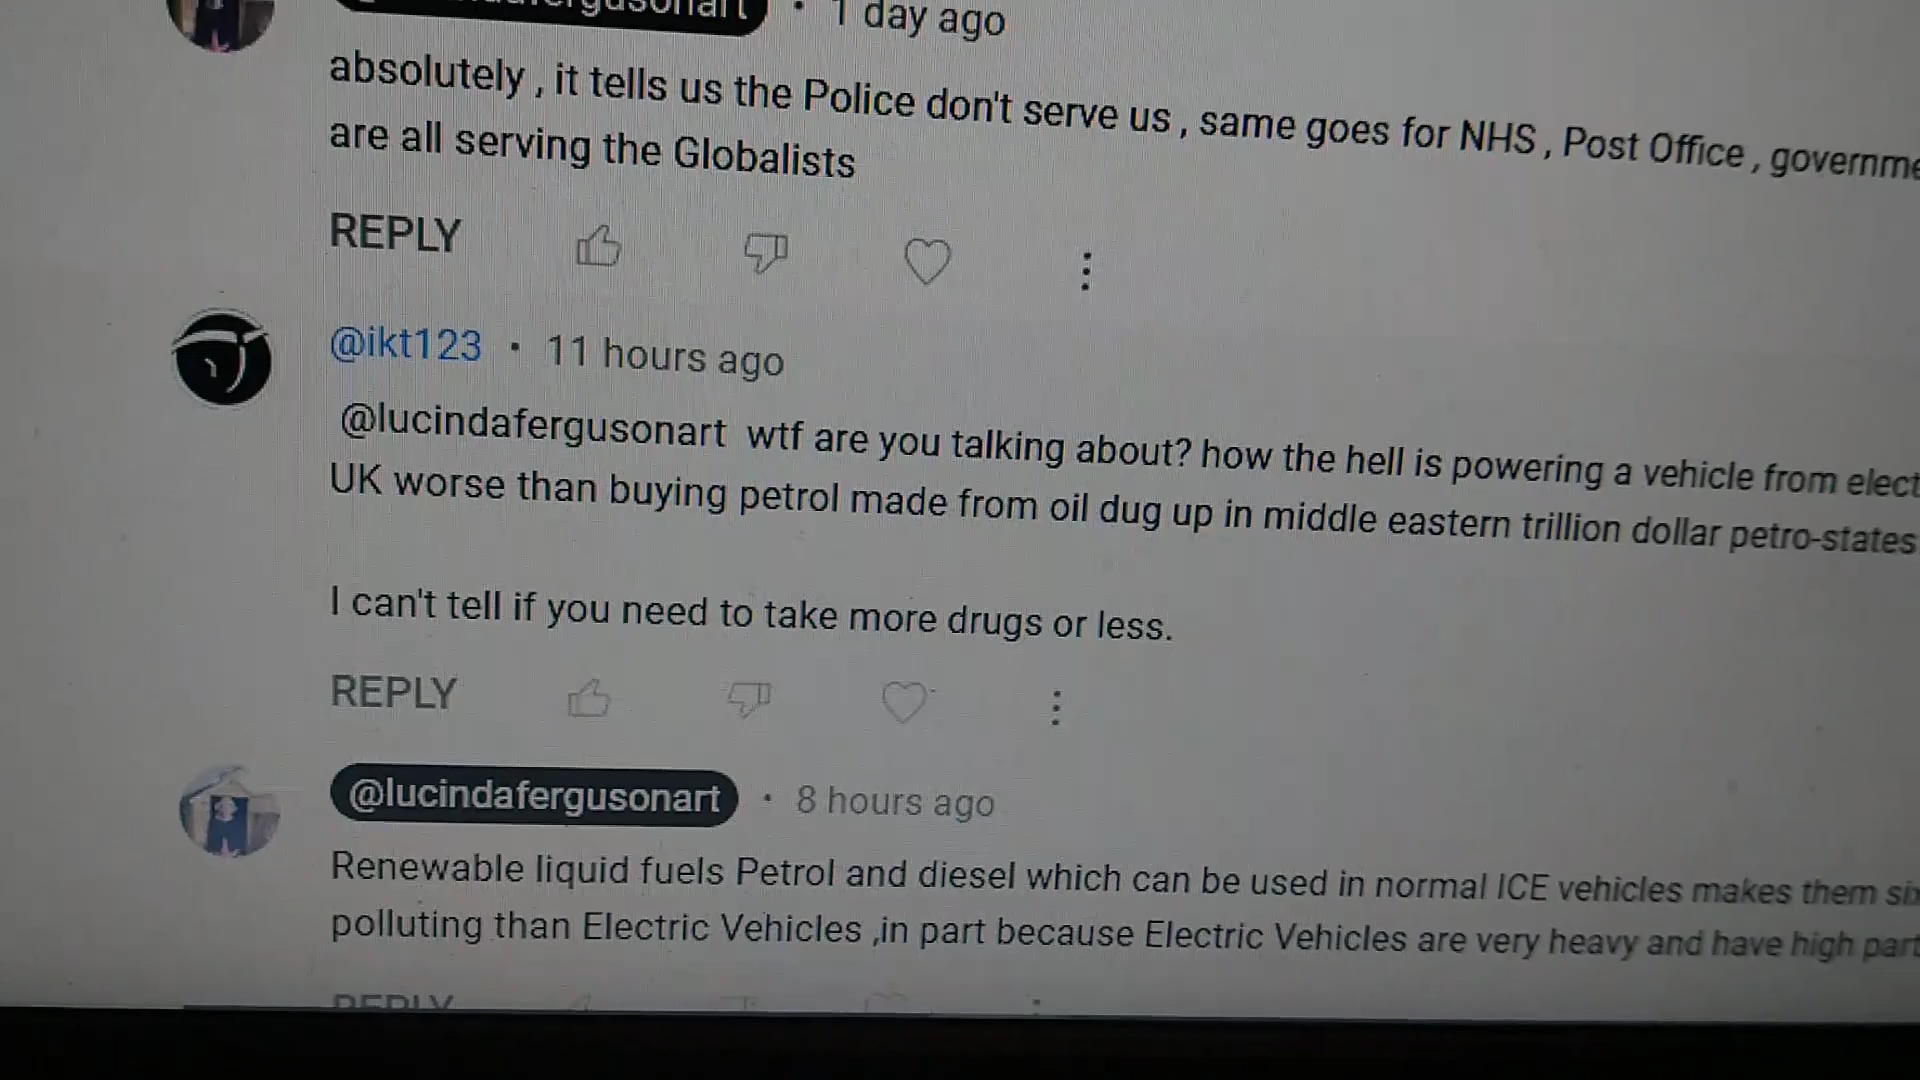 1 day ago
absolutely , it tells us the Police don't serve us , same goes for NHS , Post Office ,
are all serving the Globalists
REPLY
@ikt123 · 11 hours ago
@lucindafergusonart wtf are you talking about? how the hell is powering a vehicle from
UK worse than buying petrol made from oil dug up in middle eastern trillion dollar petro-states
I can't tell if you need to take more drugs or less.
REPLY
@lucindafergusonart · 8 hours ago
Renewable liquid fuels Petrol and diesel which can be used in normal ICE vehicles makes them
polluting than Electric Vehicles ,in part because Electric Vehicles are very heavy and have high
REPLY